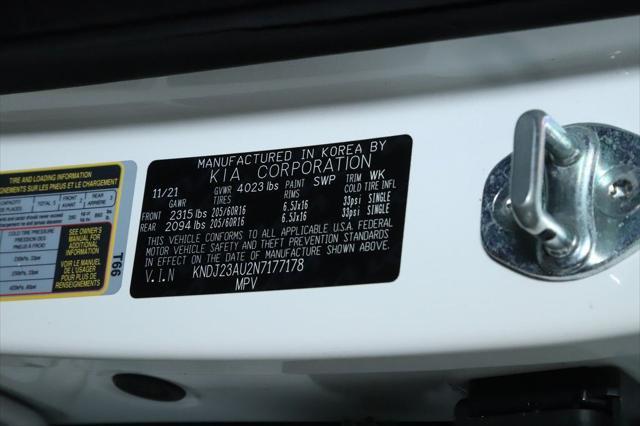 TIRE AND LOADING INFORMATION
RENSEIGNEMENTS SUR LES PNEUS ET LE CHARGEMENT
SEE OWNER'S
MANUAL FOR
ADDITIONAL
INFORMATION
VOIR LE MANUEL
DE L'USAGER
POUR PLUS DE
RENSEIGNEMENTS
T66
MANUFACTURED IN KOREA BY
KIA CORPORATION
11/21 GVWR 4023 lbs PAINT SWP TRIM WK
GAWR COLD TIRE INFL
FRONT 2315 lbs 205/60R16 6.5Jx16 33psi SINGLE
REAR 2094 lbs 205/60R16 6.5Jx16 33psi SINGLE
THIS VEHICLE CONFORMS TO ALL APPLICABLE U.S.A. FEDERAL
MOTOR VEHICLE SAFETY AND THEFT PREVENTION STANDARDS
IN EFFECT ON THE DATE OF MANUFACTURE SHOWN ABOVE.
V.I.N KNDJ23AU2N7177178
MPV